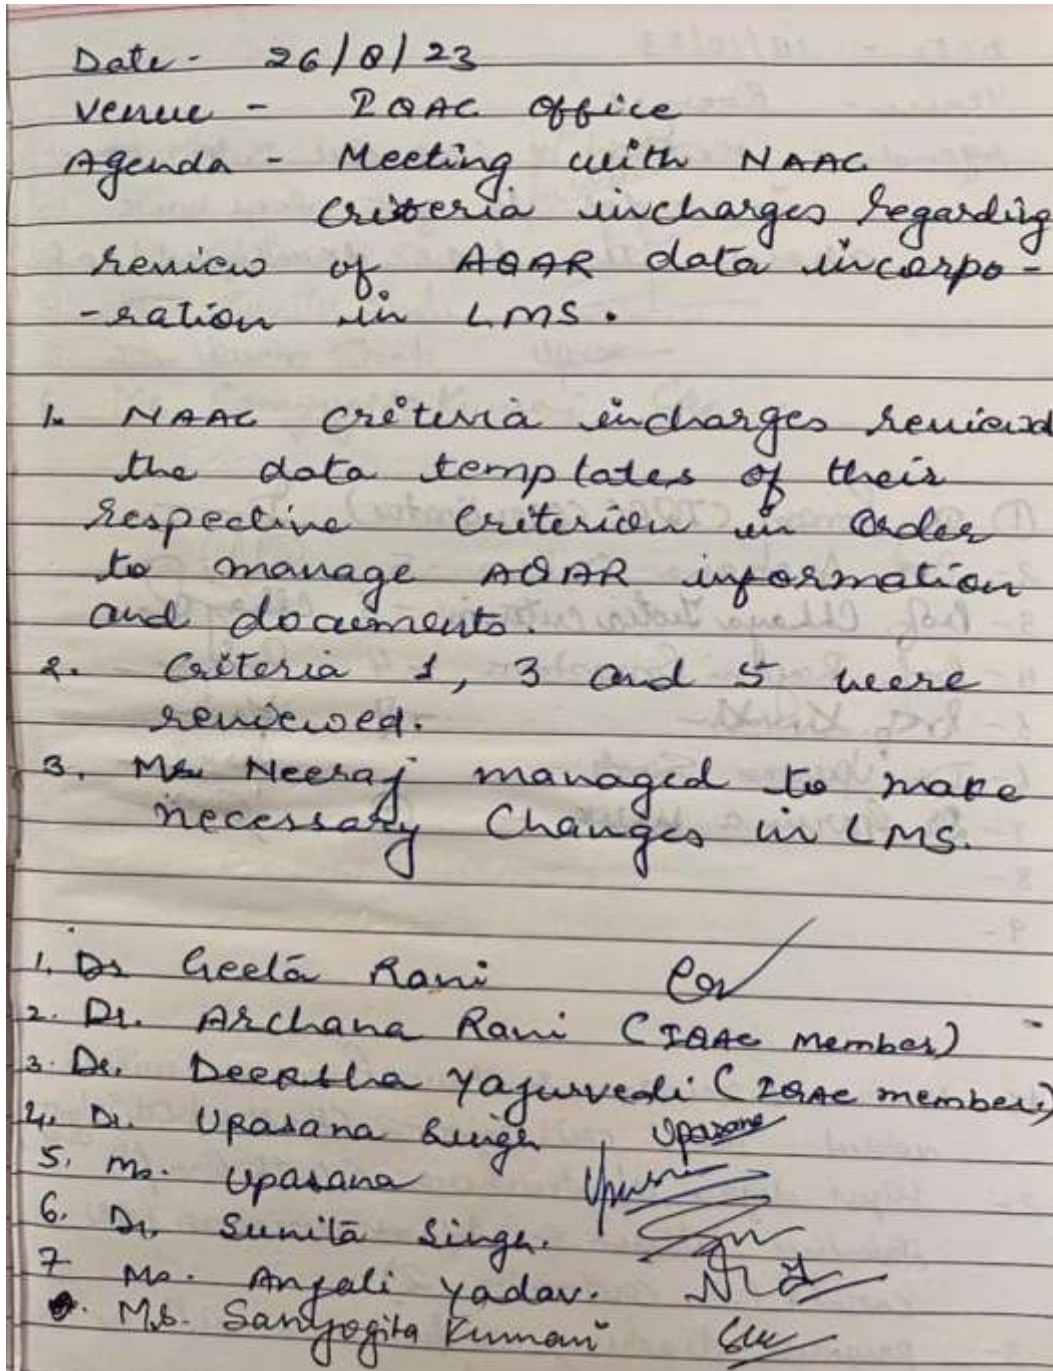 Date - 26/8/23
Venue - IQAC Office
Agenda - Meeting with NAAC
Criteria incharges regarding
review of AQAR data incorpo-
-ration in LMS.
1. NAAC Criteria incharges reviewd
the data templates of their
respective Criterion in Order
to manage AQAR information
and documents.
2. Criteria 1, 3 and 5 were
reviewed.
3. Mr Neeraj managed to make
necessary Changes in LMS.
1. Dr Geeta Rani
2. Dr. Archana Rani (IQAC Member)
3. Dr. Deeptha Yajurvedi (IQAC member)
4. Dr. Upasana Singh Upasana
5. Ms. Upasana
6. Dr. Sunita Singh.
7 Ms. Anjali Yadav.
8. Ms. Sanyogita Kumari